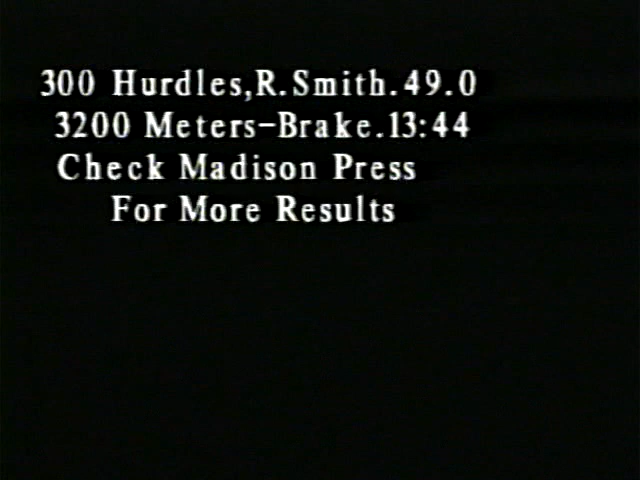 300 Hurdles,R.Smith.49.0
3200 Meters-Brake.13:44
Check Madison Press
For More Results